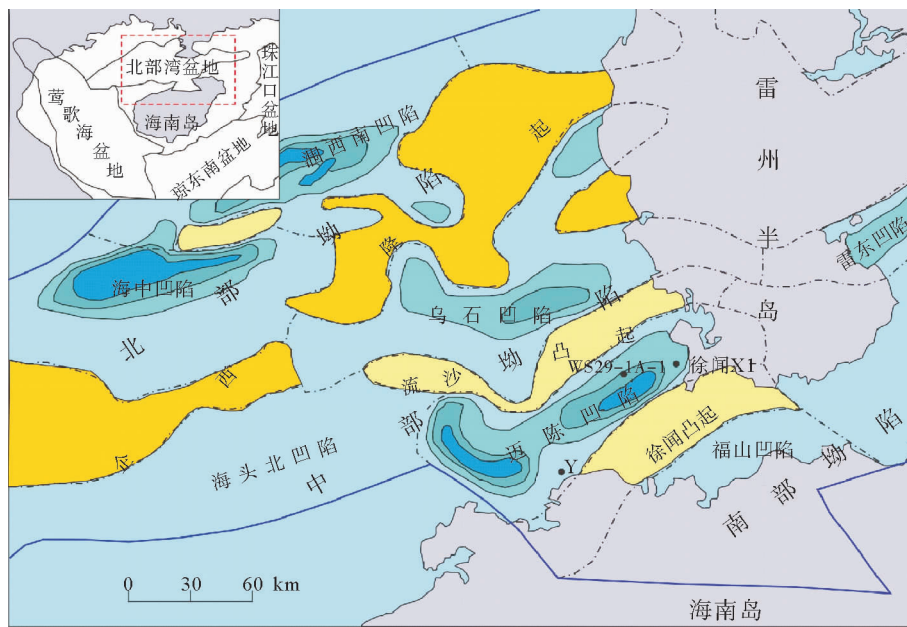 北部湾盆地
莺歌海盆地
海南岛
琼东南盆地
珠江口盆地
涠西南凹陷
海中凹陷
北部坳陷
企西隆起
乌石凹陷
流沙凸起
WS29-1A-1
徐闻X1
迈陈凹陷
Y
徐闻凸起
福山凹陷
海头北凹陷
中部坳陷
南部坳陷
雷州半岛
雷东凹陷
海南岛
0 30 60 km